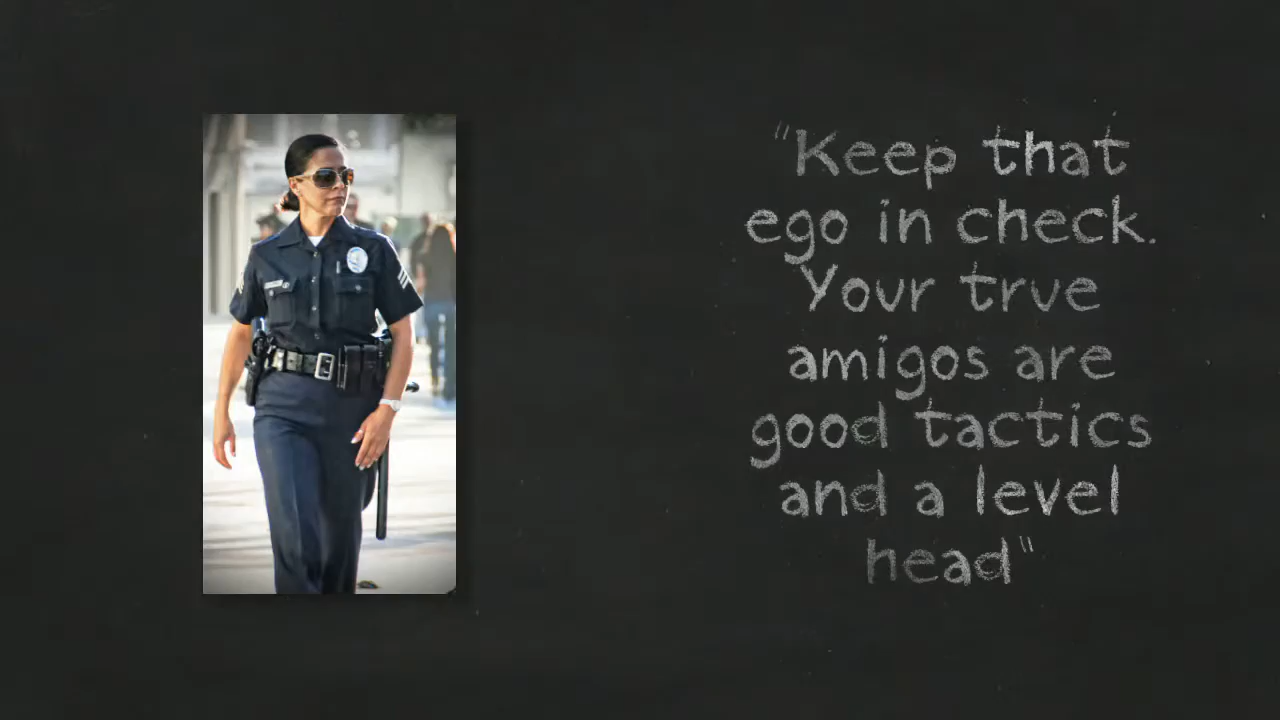 "Keep that
ego in check.
Your true
amigos are
good tactics
and a level
head"